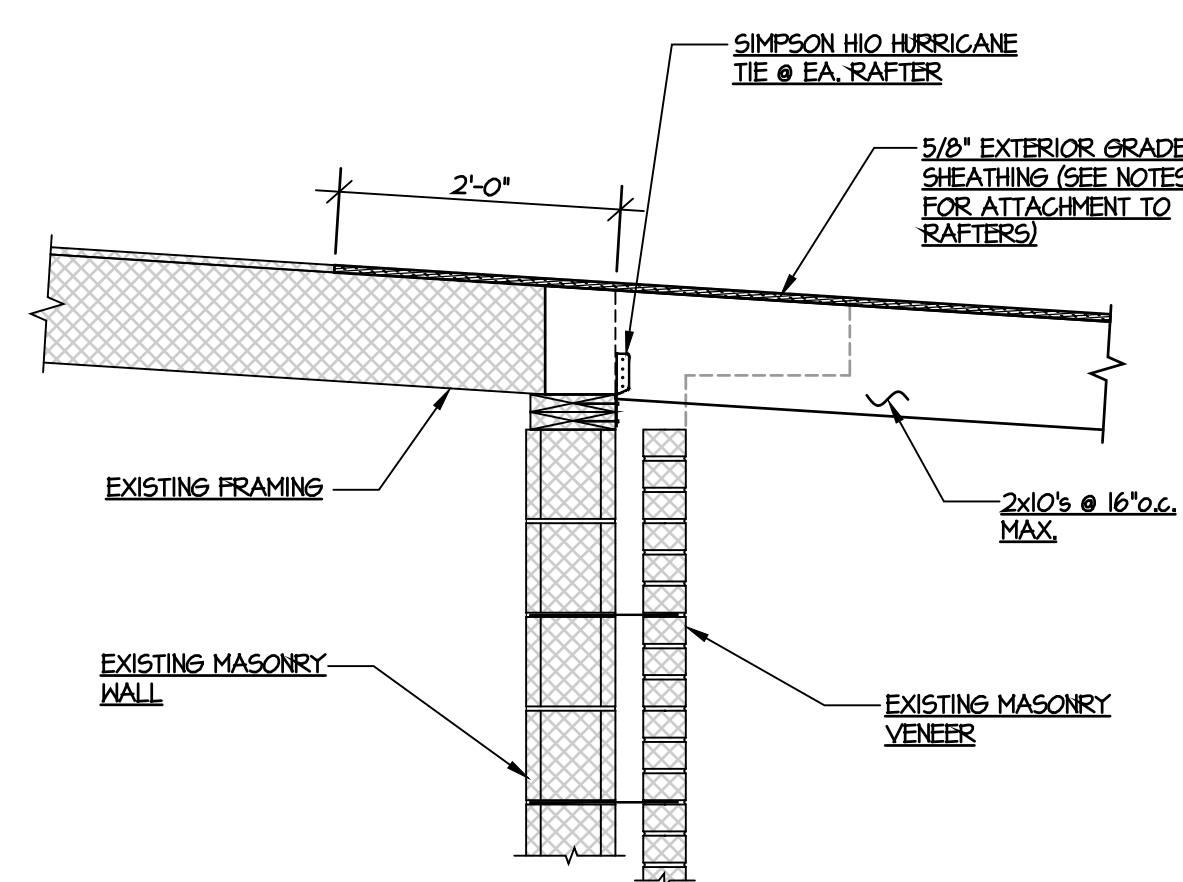 SIMPSON H10 HURRICANE
TIE @ EA. RAFTER
5/8" EXTERIOR GRADE
SHEATHING (SEE NOTES
FOR ATTACHMENT TO
RAFTERS)
2'-0"
EXISTING FRAMING
2x10's @ 16"o.c.
MAX.
EXISTING MASONRY
WALL
EXISTING MASONRY
VENEER